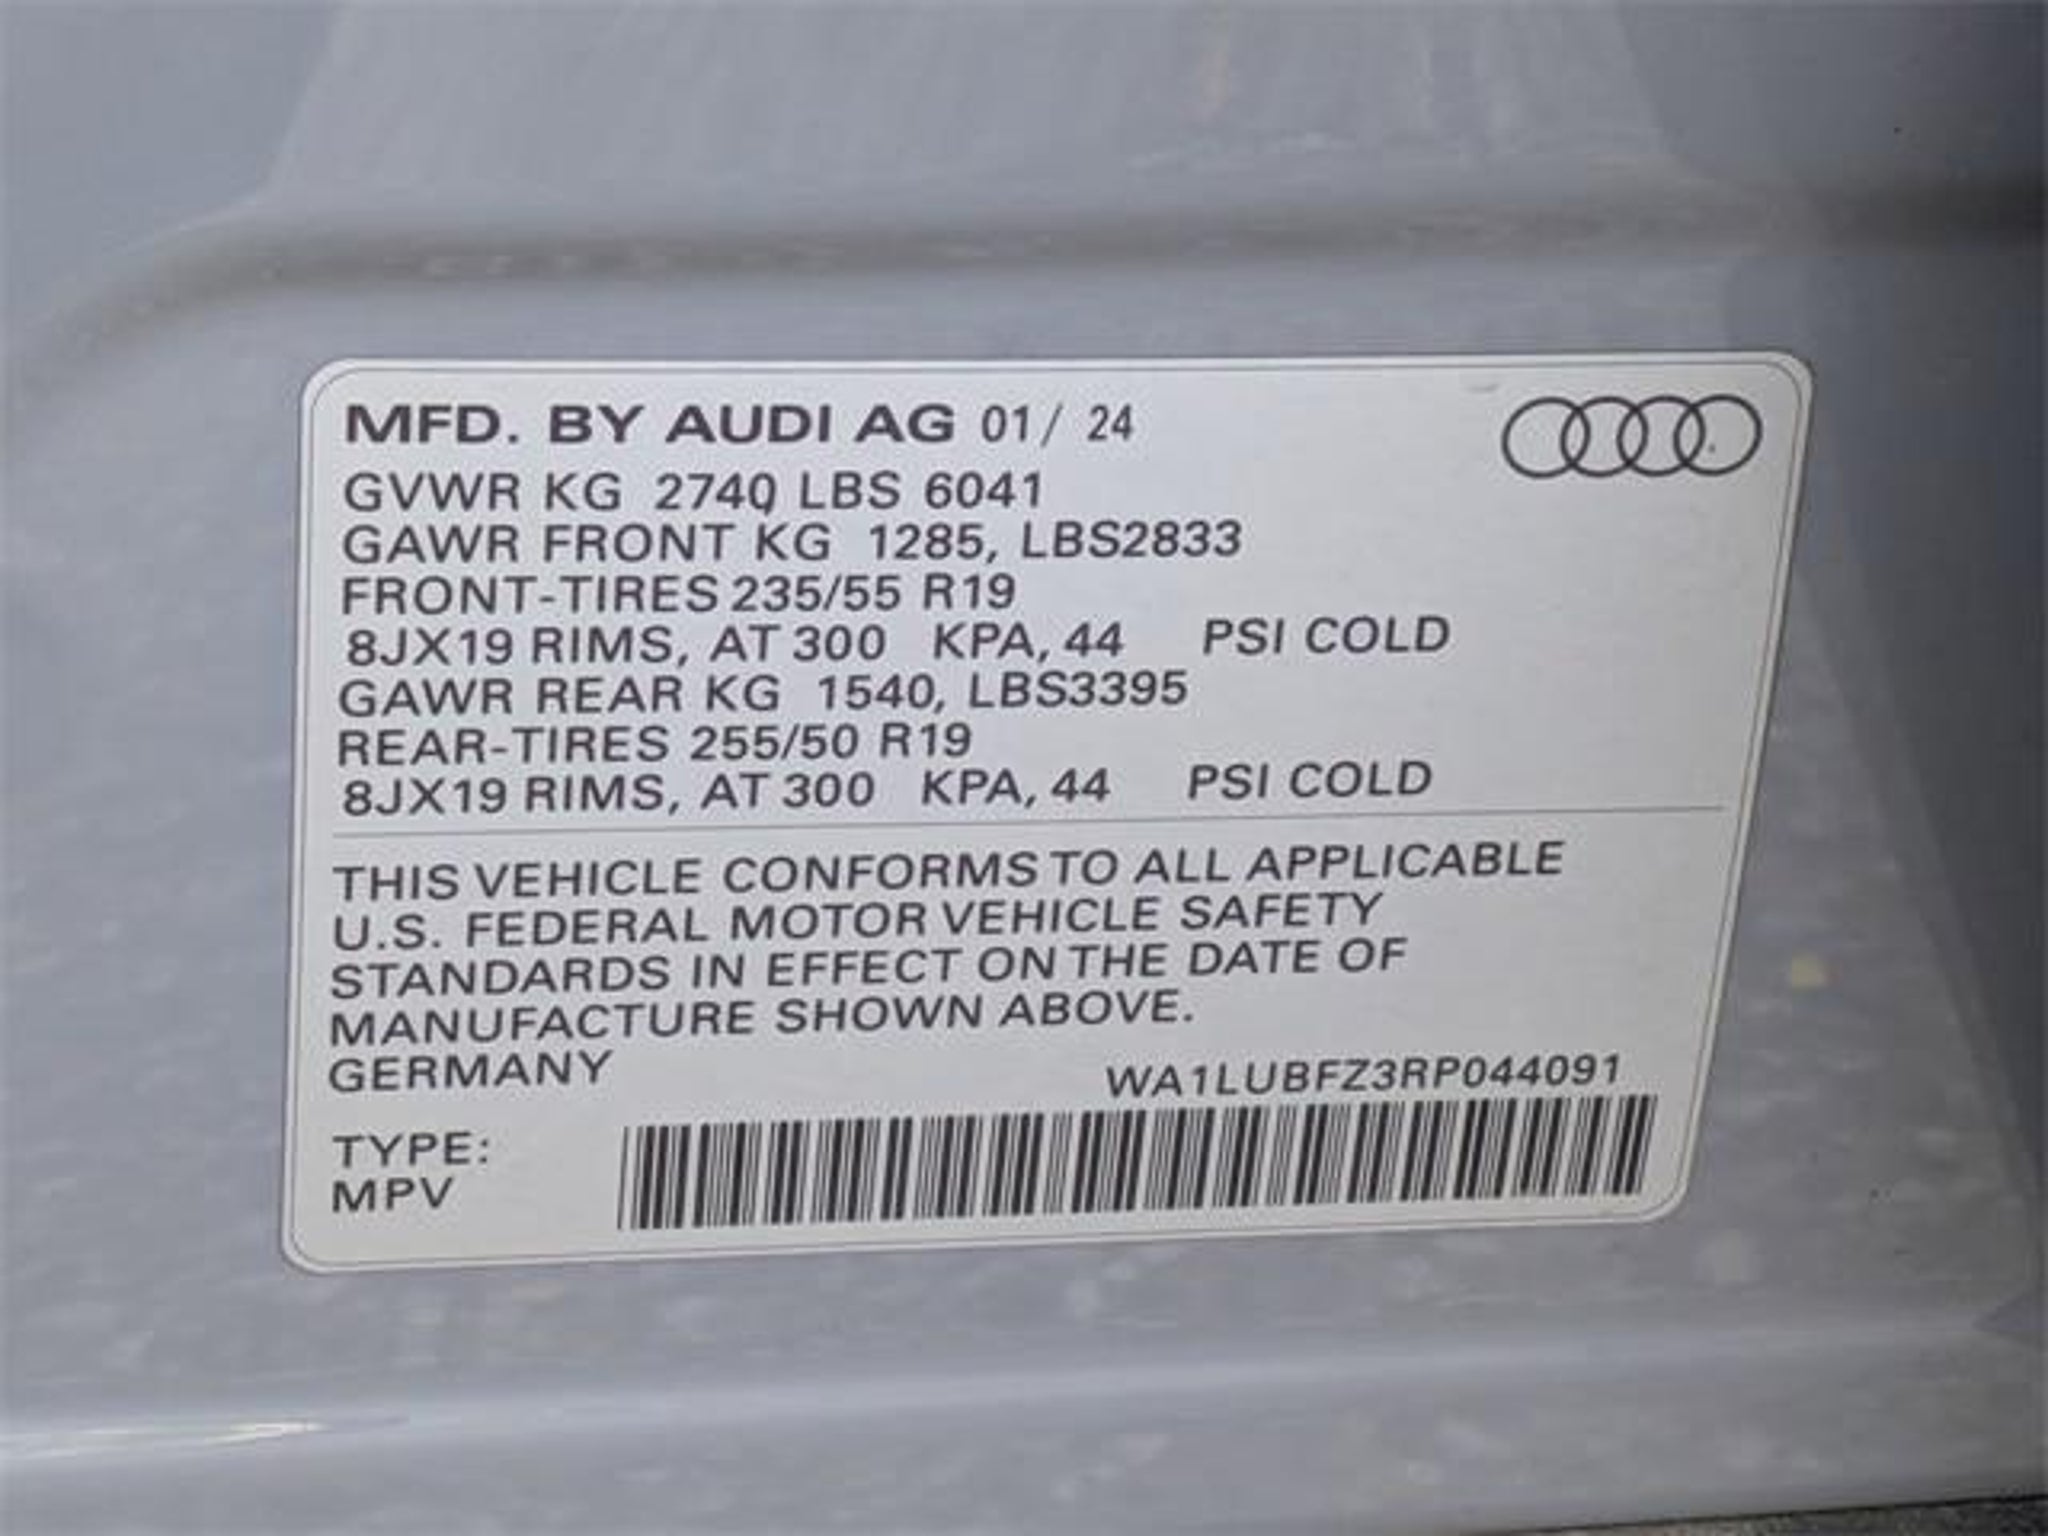 MFD. BY AUDI AG 01/ 24
GVWR KG 2740 LBS 6041
GAWR FRONT KG 1285, LBS2833
FRONT-TIRES 235/55 R19
8JX19 RIMS, AT 300 KPA, 44 PSI COLD
GAWR REAR KG 1540, LBS3395
REAR-TIRES 255/50 R19
8JX19 RIMS, AT 300 KPA, 44 PSI COLD
THIS VEHICLE CONFORMS TO ALL APPLICABLE
U.S. FEDERAL MOTOR VEHICLE SAFETY
STANDARDS IN EFFECT ON THE DATE OF
MANUFACTURE SHOWN ABOVE.
GERMANY WA1LUBFZ3RP044091
TYPE:
MPV